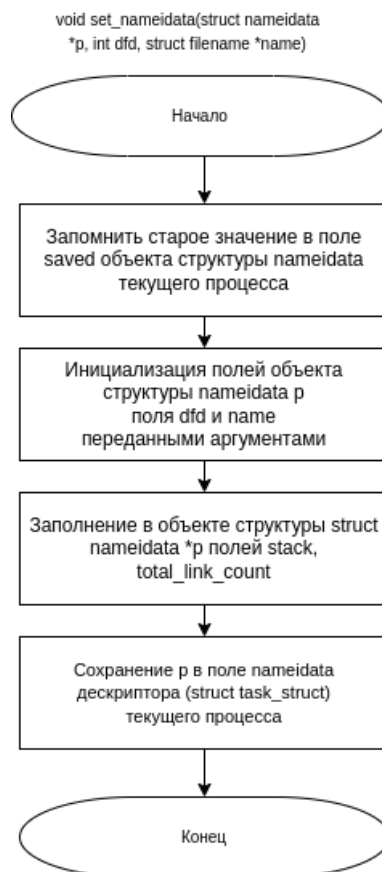 void set_nameidata(struct nameidata
*p, int dfd, struct filename *name)
Начало
Запомнить старое значение в поле
saved объекта структуры nameidata
текущего процесса
Инициализация полей объекта
структуры nameidata p
поля dfd и name
переданными аргументами
Заполнение в объекте структуры struct
nameidata *p полей stack,
total_link_count
Сохранение p в поле nameidata
дескриптора (struct task_struct)
текущего процесса
Конец